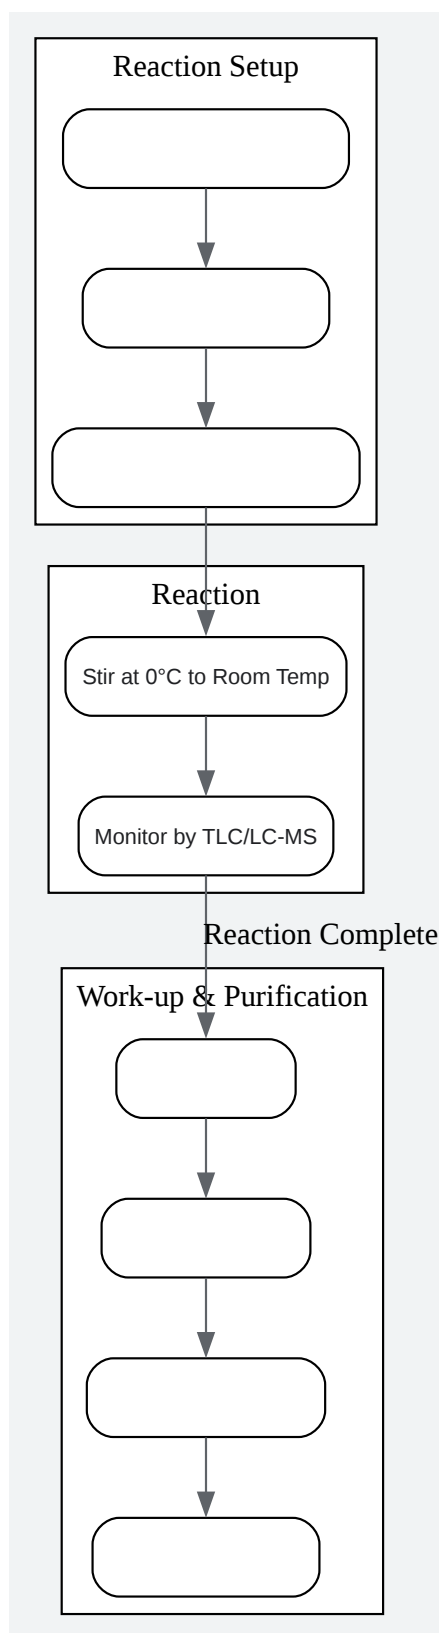 Reaction Setup
Reaction
Stir at 0°C to Room Temp
Monitor by TLC/LC-MS
Reaction Complete
Work-up & Purification